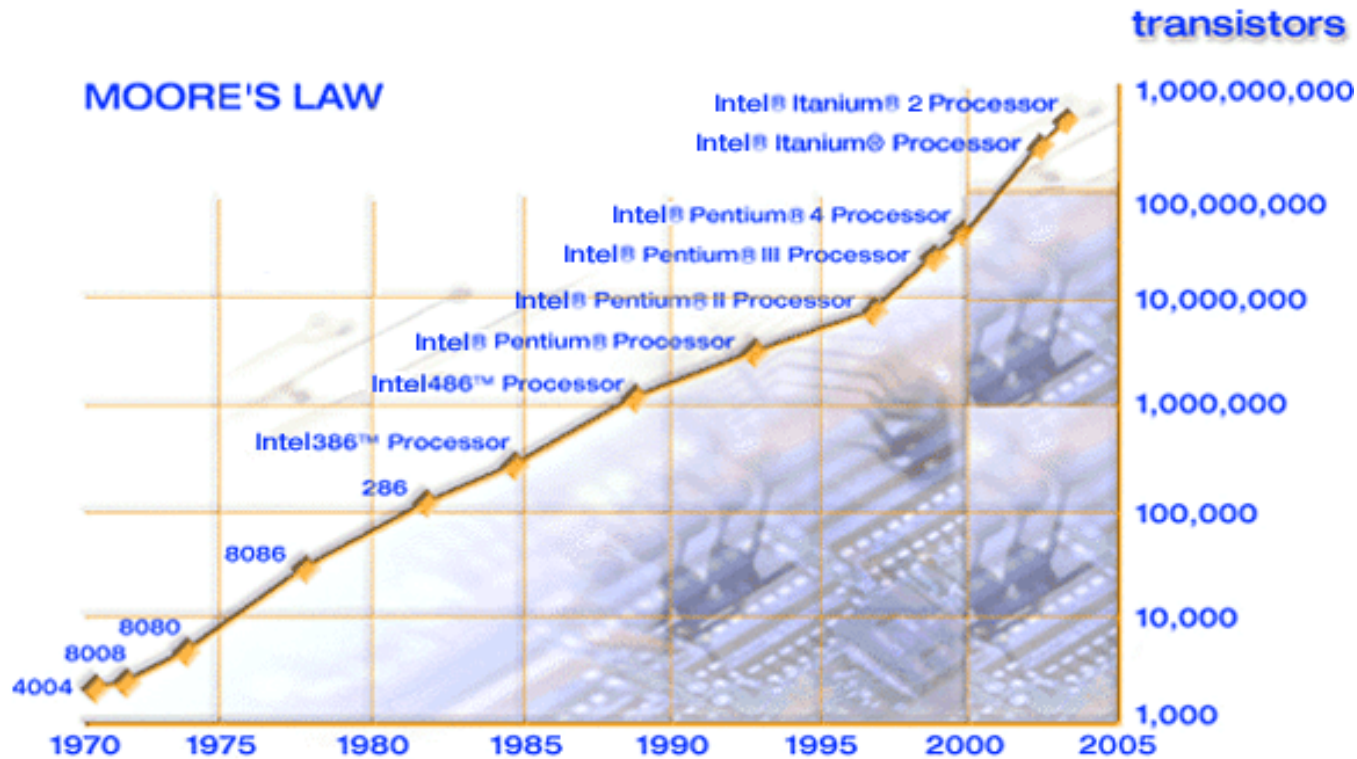 transistors
MOORE'S LAW
1,000,000,000
Intel® Itanium® 2 Processor
Intel® Itanium® Processor
100,000,000
Intel® Pentium® 4 Processor
Intel® Pentium® III Processor
10,000,000
Intel® Pentium® II Processor
Intel® Pentium® Processor
Intel486™ Processor
1,000,000
Intel386™ Processor
286
100,000
8086
10,000
8080
8008
4004
1,000
1970 1975 1980 1985 1990 1995 2000 2005